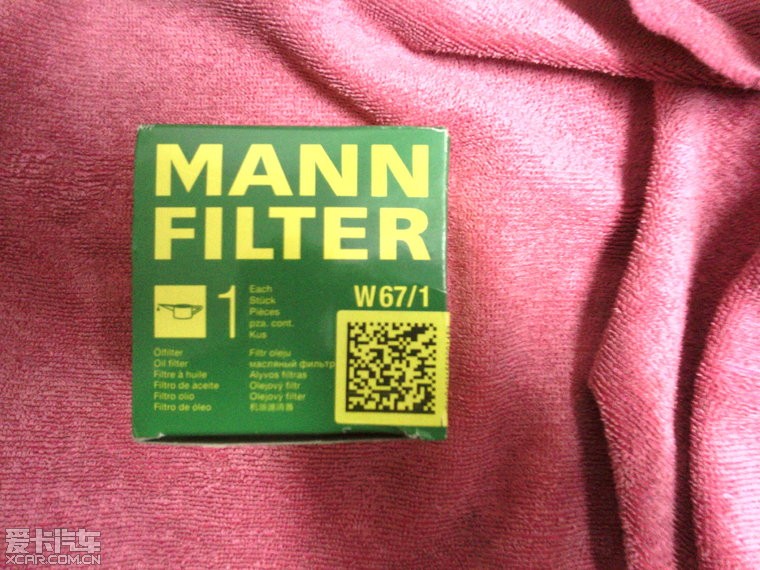 MANN
FILTER
1
Each
Stück
Pièces
pza. cont.
Kus
W 67/1
Ölfilter
Oil filter
Filtre à huile
Filtro de aceite
Filtro olio
Filtro de óleo
Filtr oleju
масляный фильтр
Alyvos filtras
Olejový filtr
Olejový filter
机油滤清器
爱卡汽车
XCAR.COM.CN